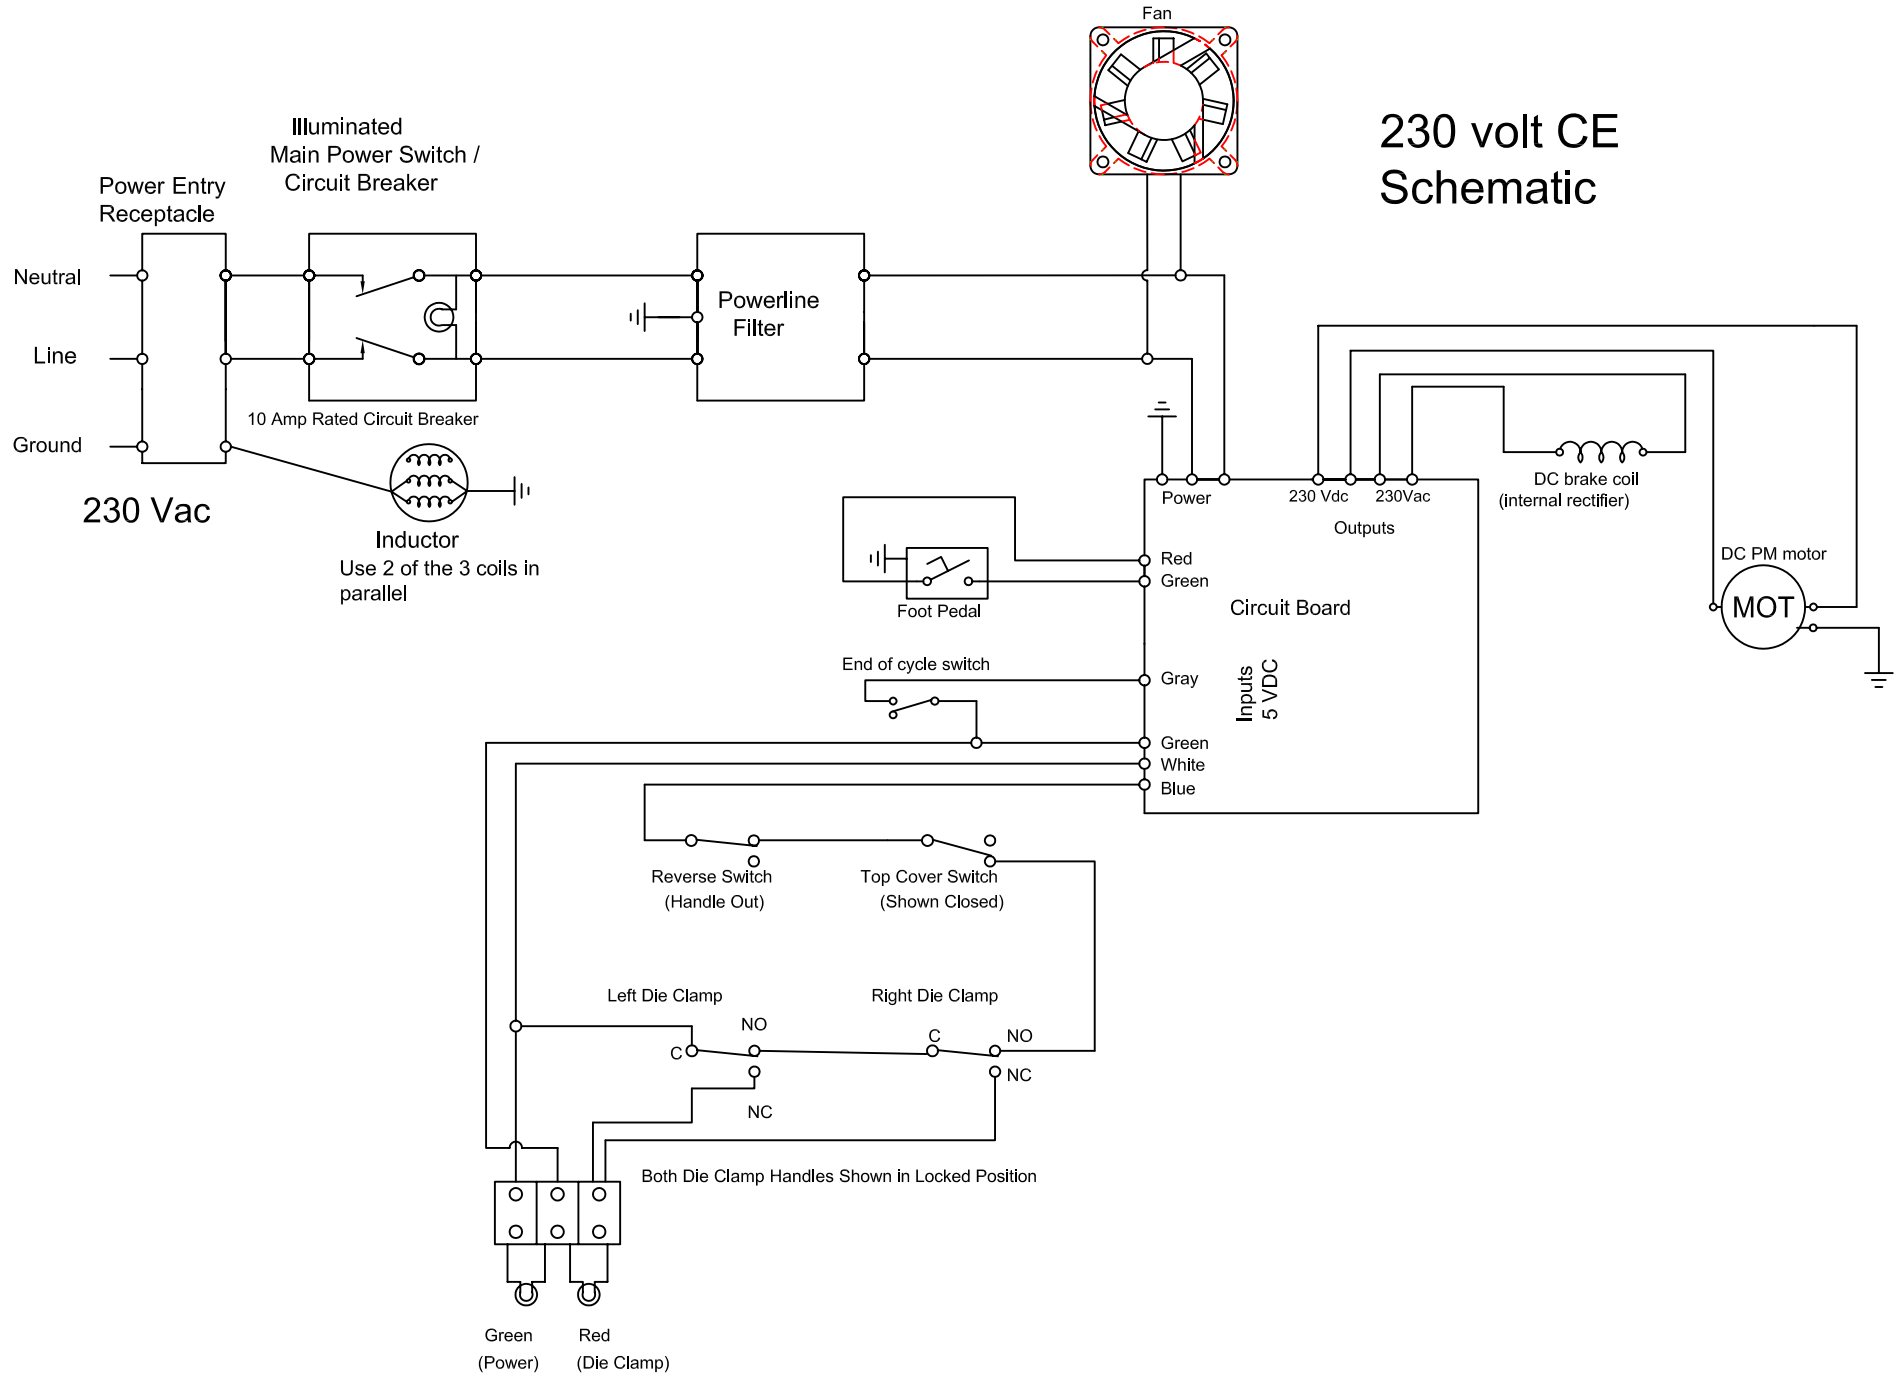 Fan
230 volt CE
Schematic
Illuminated
Main Power Switch /
Circuit Breaker
Power Entry
Receptacle
Neutral
Line
Ground
230 Vac
10 Amp Rated Circuit Breaker
Inductor
Use 2 of the 3 coils in
parallel
Powerline
Filter
Power
230 Vdc
230Vac
Outputs
DC brake coil
(internal rectifier)
DC PM motor
MOT
Red
Green
Circuit Board
Foot Pedal
End of cycle switch
Gray
Inputs
5 VDC
Green
White
Blue
Reverse Switch
(Handle Out)
Top Cover Switch
(Shown Closed)
Left Die Clamp
Right Die Clamp
NO
C
NC
C
NO
NC
Both Die Clamp Handles Shown in Locked Position
Green
(Power)
Red
(Die Clamp)